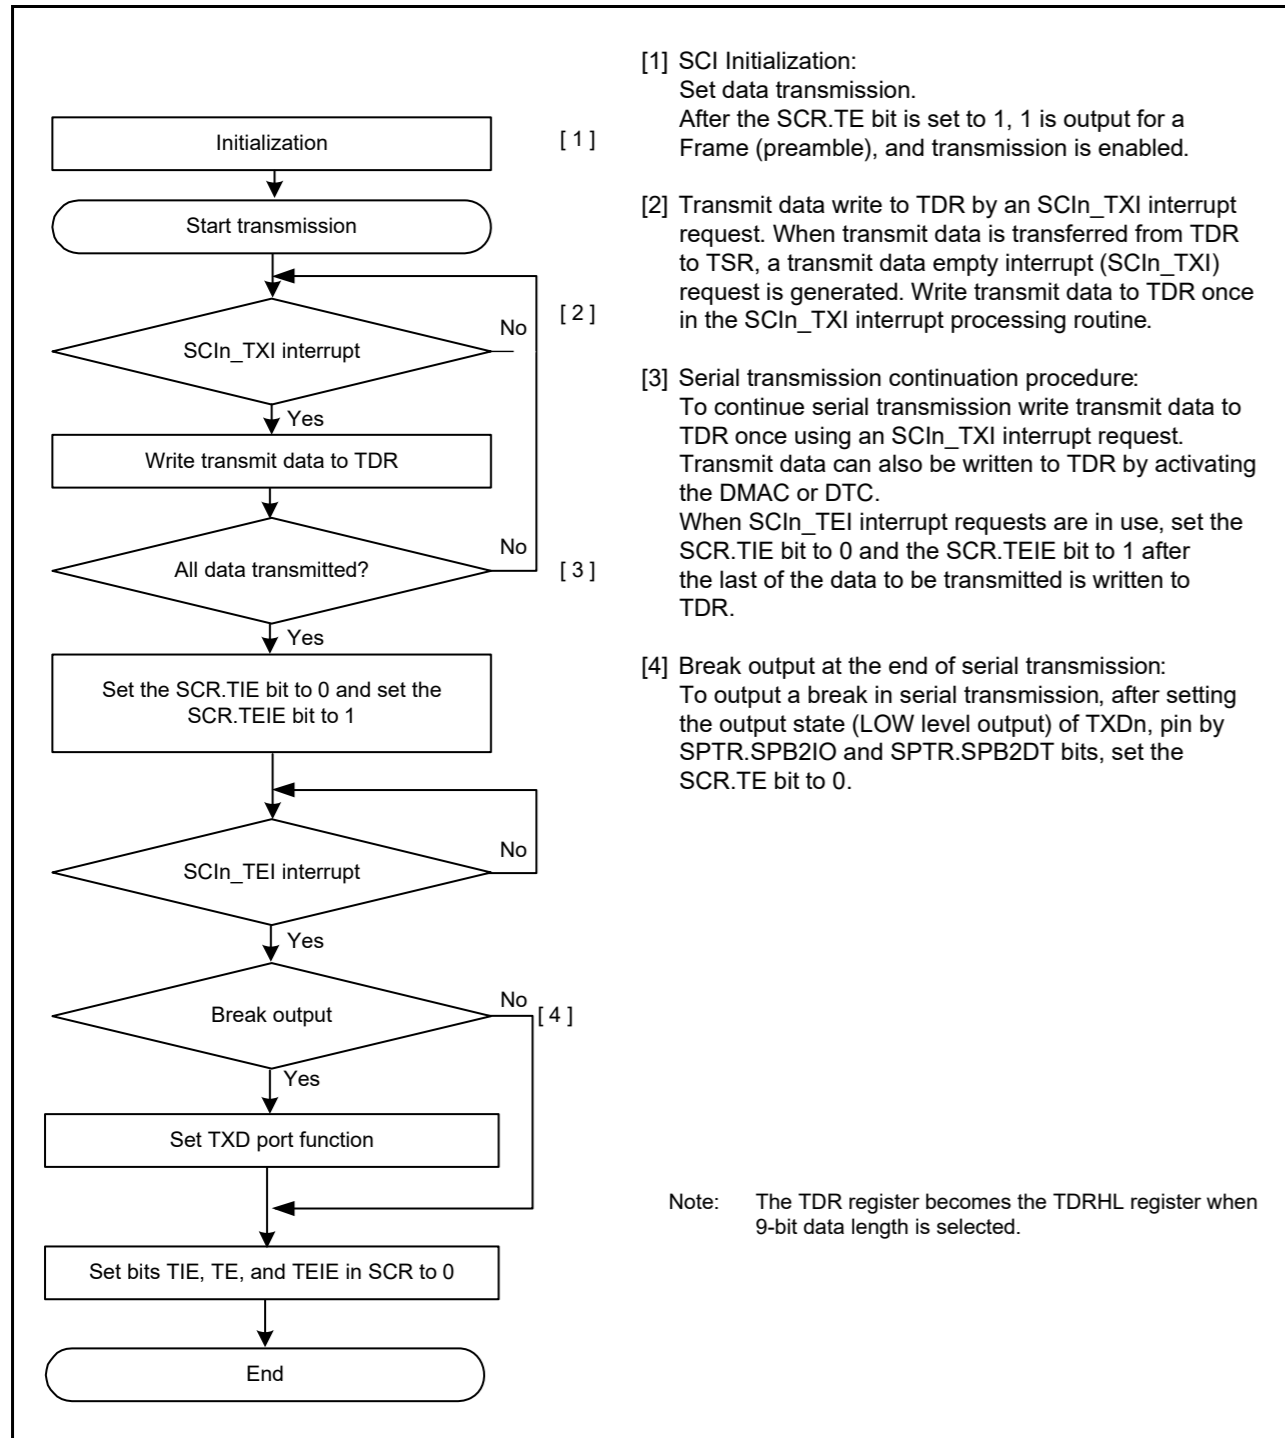 Initialization
[ 1 ]
Start transmission
SCIn_TXI interrupt
No
[ 2 ]
Yes
Write transmit data to TDR
All data transmitted?
No
[ 3 ]
Yes
Set the SCR.TIE bit to 0 and set the
SCR.TEIE bit to 1
SCIn_TEI interrupt
No
Yes
Break output
No
[ 4 ]
Yes
Set TXD port function
Set bits TIE, TE, and TEIE in SCR to 0
End
[1] SCI Initialization:
Set data transmission.
After the SCR.TE bit is set to 1, 1 is output for a
Frame (preamble), and transmission is enabled.
[2] Transmit data write to TDR by an SCIn_TXI interrupt
request. When transmit data is transferred from TDR
to TSR, a transmit data empty interrupt (SCIn_TXI)
request is generated. Write transmit data to TDR once
in the SCIn_TXI interrupt processing routine.
[3] Serial transmission continuation procedure:
To continue serial transmission write transmit data to
TDR once using an SCIn_TXI interrupt request.
Transmit data can also be written to TDR by activating
the DMAC or DTC.
When SCIn_TEI interrupt requests are in use, set the
SCR.TIE bit to 0 and the SCR.TEIE bit to 1 after
the last of the data to be transmitted is written to
TDR.
[4] Break output at the end of serial transmission:
To output a break in serial transmission, after setting
the output state (LOW level output) of TXDn, pin by
SPTR.SPB2IO and SPTR.SPB2DT bits, set the
SCR.TE bit to 0.
Note: The TDR register becomes the TDRHL register when
9-bit data length is selected.